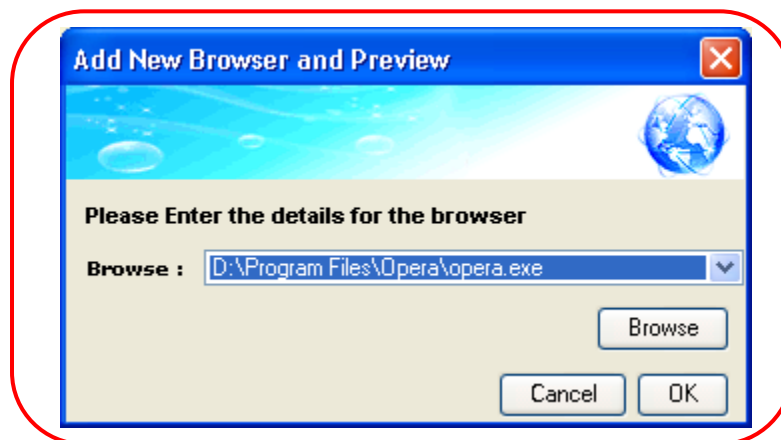 Add New Browser and Preview
Please Enter the details for the browser
Browse : D:\Program Files\Opera\opera.exe
Browse
Cancel OK